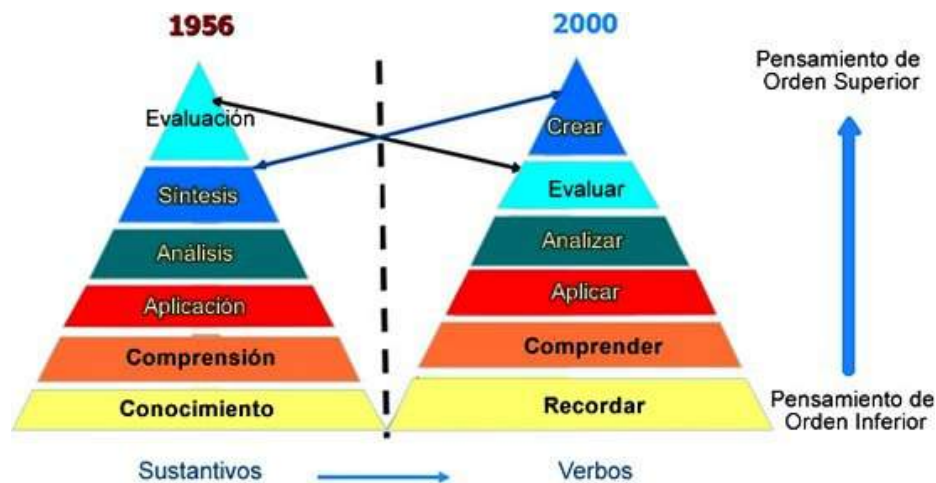 1956
2000
Pensamiento de
Orden Superior
Evaluación
Crear
Síntesis
Evaluar
Análisis
Analizar
Aplicación
Aplicar
Comprensión
Comprender
Conocimiento
Recordar
Pensamiento de
Orden Inferior
Sustantivos
Verbos